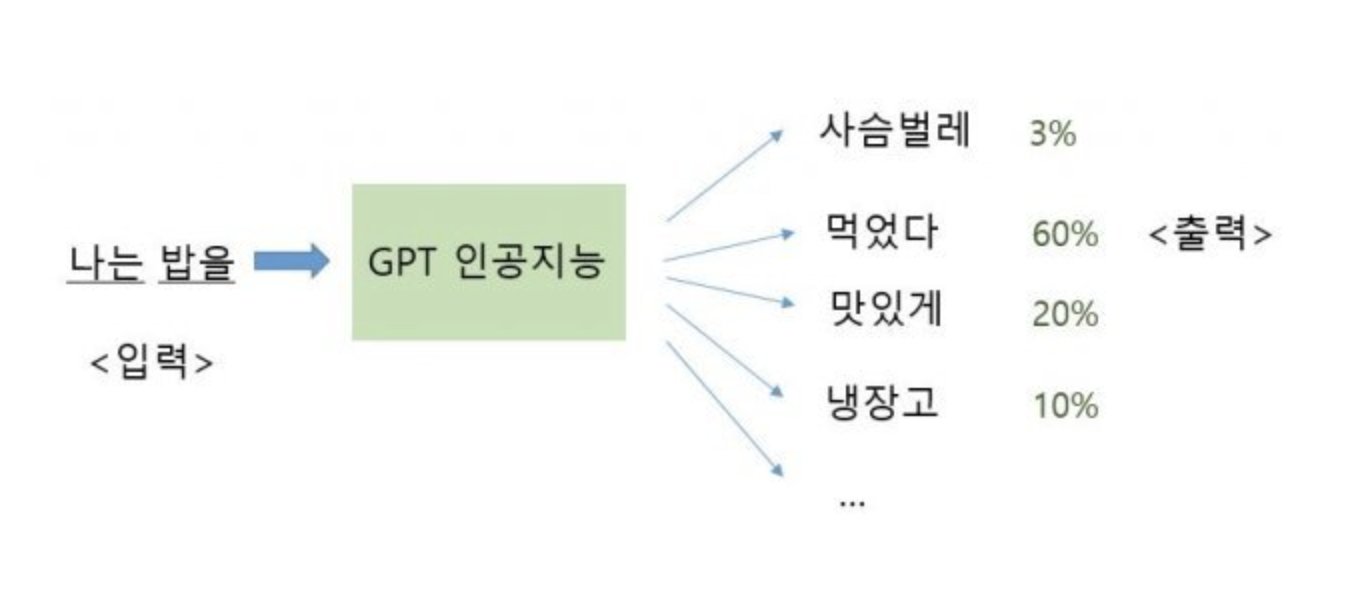 나는 밥을
<입력>
GPT 인공지능
사슴벌레 3%
먹었다 60% <출력>
맛있게 20%
냉장고 10%
...